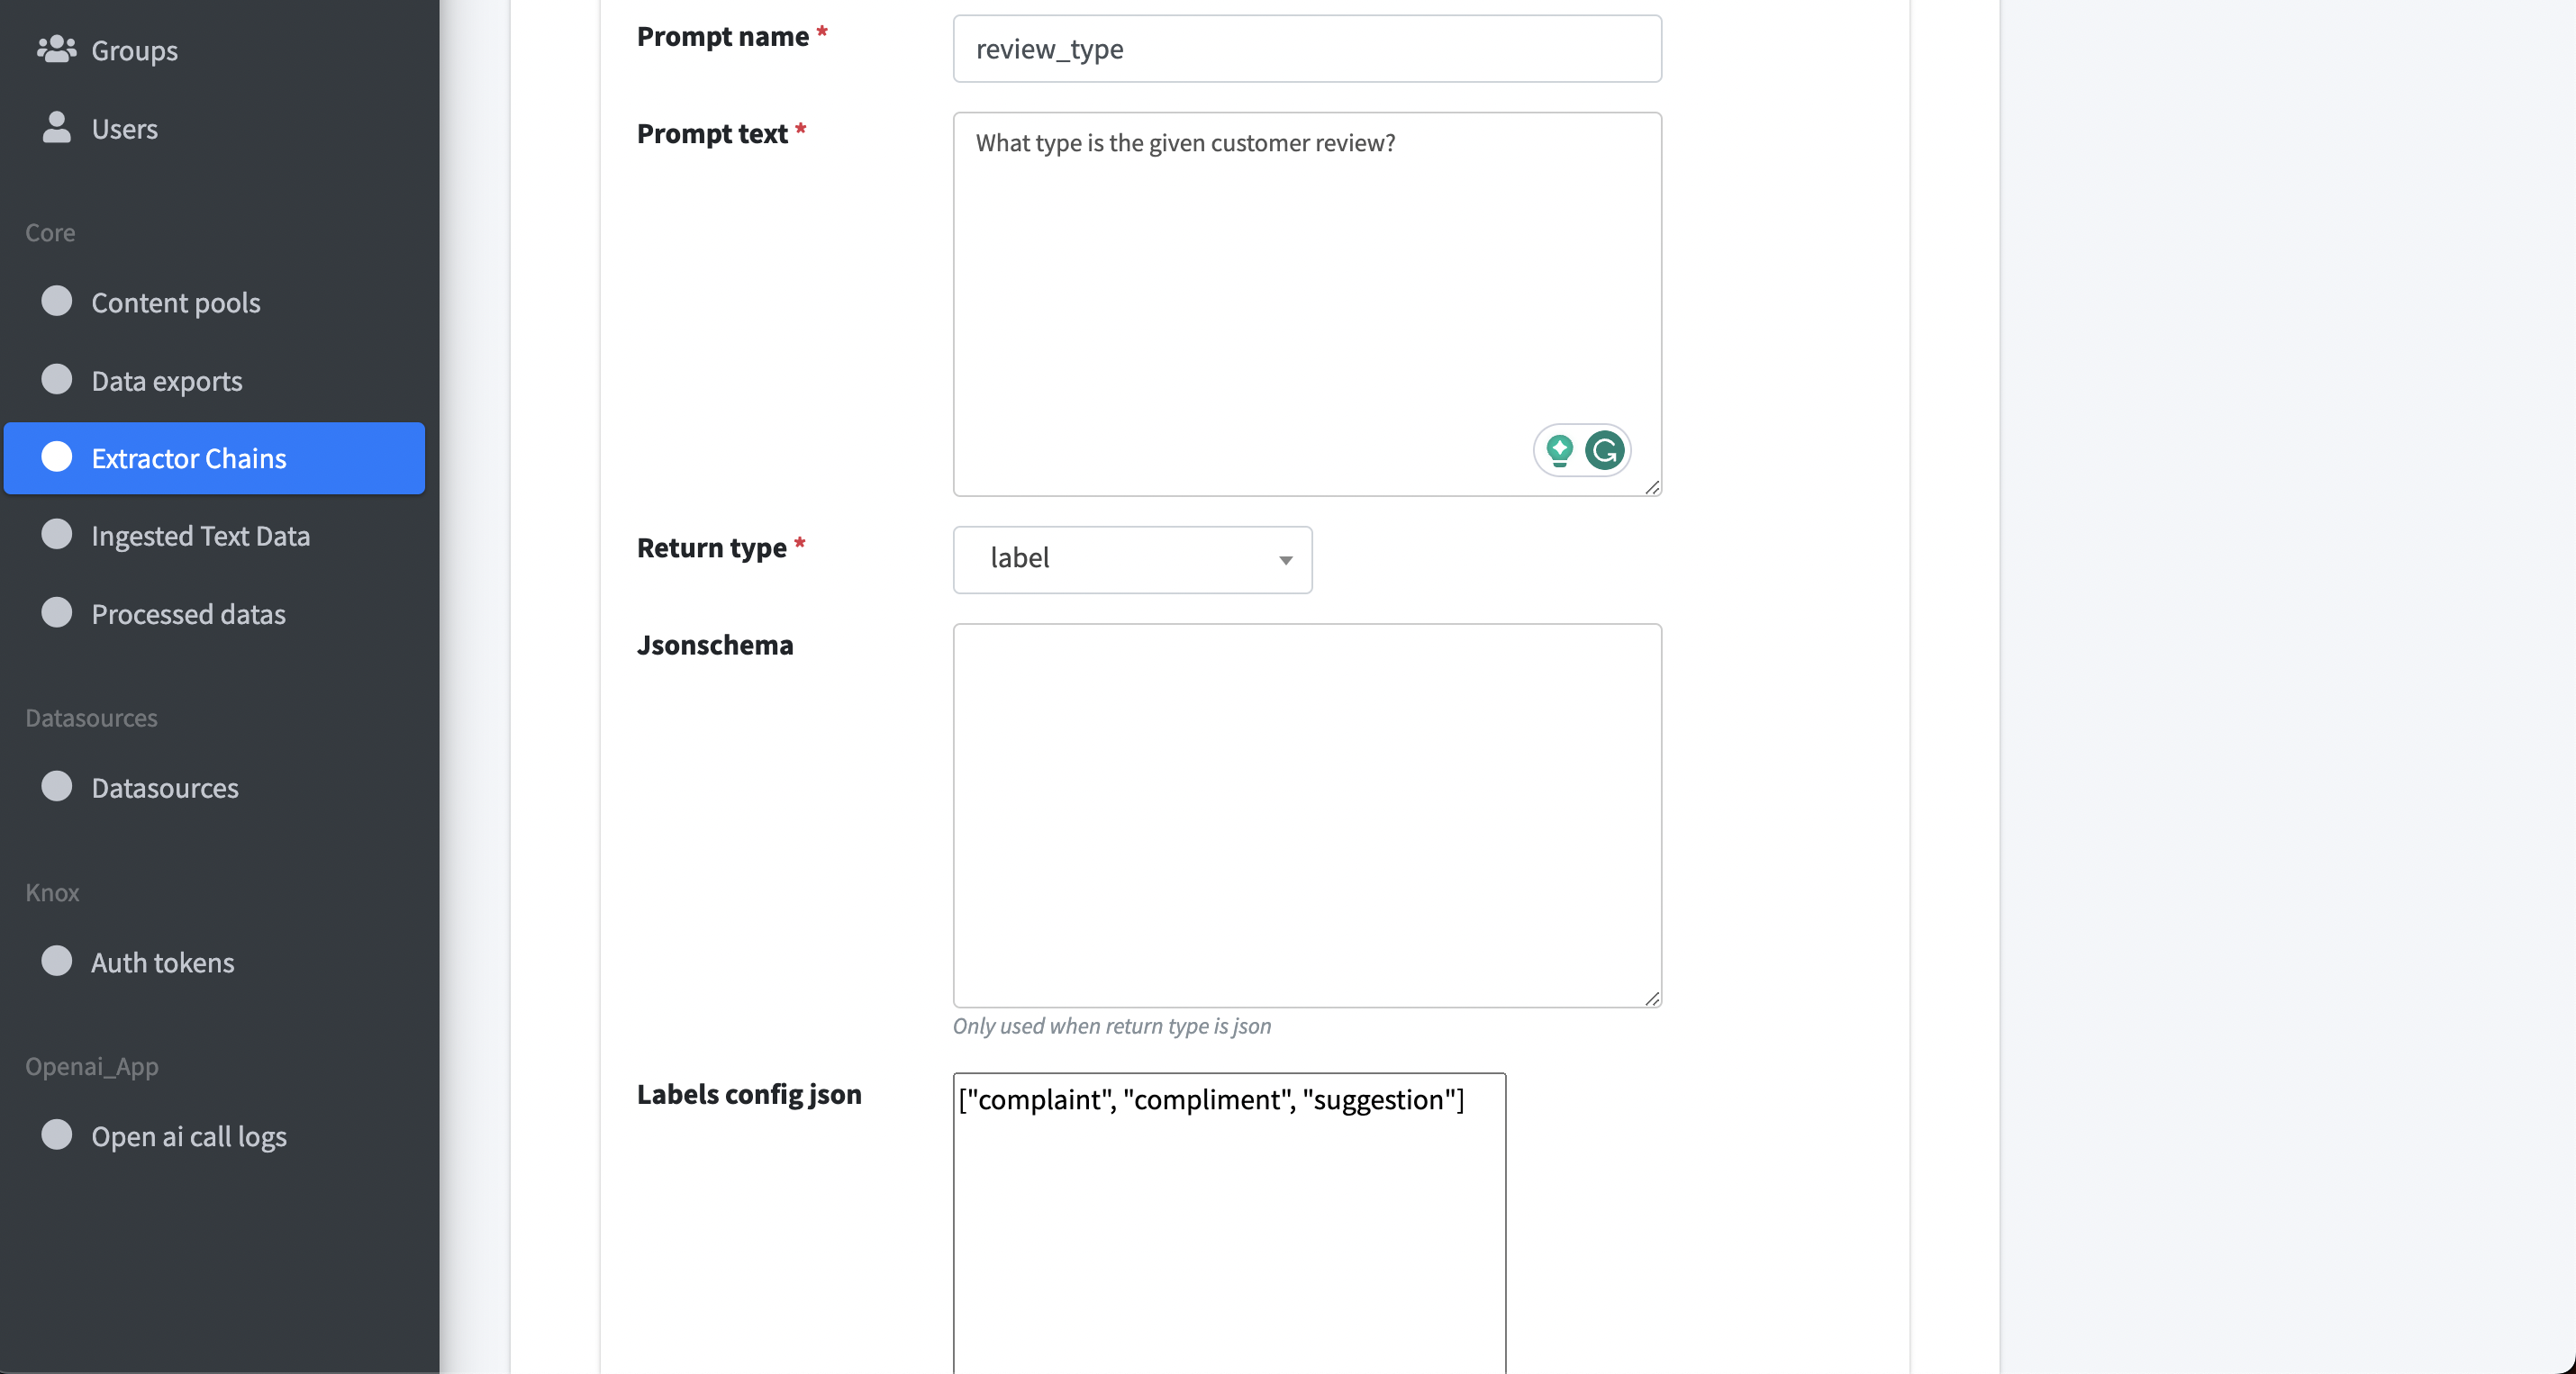 Groups
Users
Core
Content pools
Data exports
Extractor Chains
Ingested Text Data
Processed datas
Datasources
Datasources
Knox
Auth tokens
Openai_App
Open ai call logs
Prompt name *
review_type
Prompt text *
What type is the given customer review?
Return type *
label
Jsonschema
Only used when return type is json
Labels config json
["complaint", "compliment", "suggestion"]